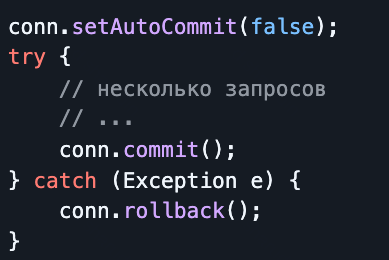 conn.setAutoCommit(false);
try {
    // несколько запросов
    // ...
    conn.commit();
} catch (Exception e) {
    conn.rollback();
}